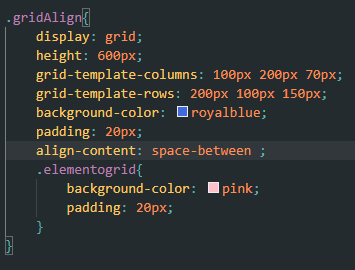 .gridAlign{
display: grid;
height: 600px;
grid-template-columns: 100px 200px 70px;
grid-template-rows: 200px 100px 150px;
background-color: royalblue;
padding: 20px;
align-content: space-between ;
.elementogrid{
background-color: pink;
padding: 20px;
}
}